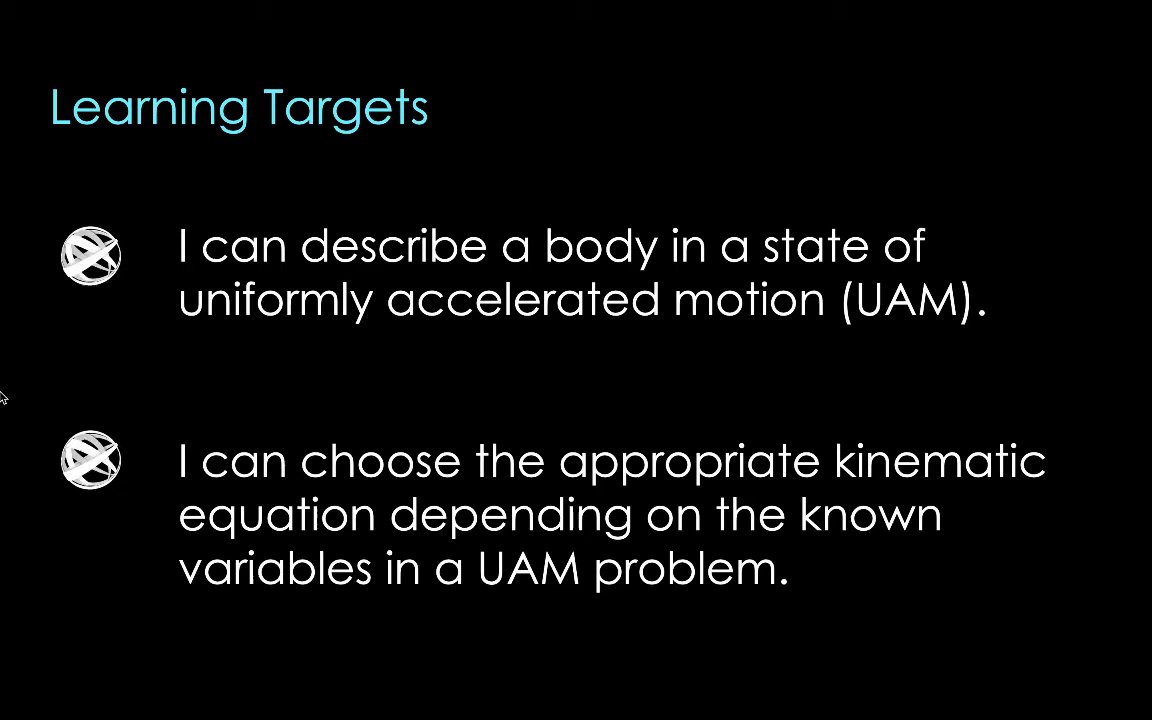 Learning Targets
I can describe a body in a state of
uniformly accelerated motion (UAM).
I can choose the appropriate kinematic
equation depending on the known
variables in a UAM problem.